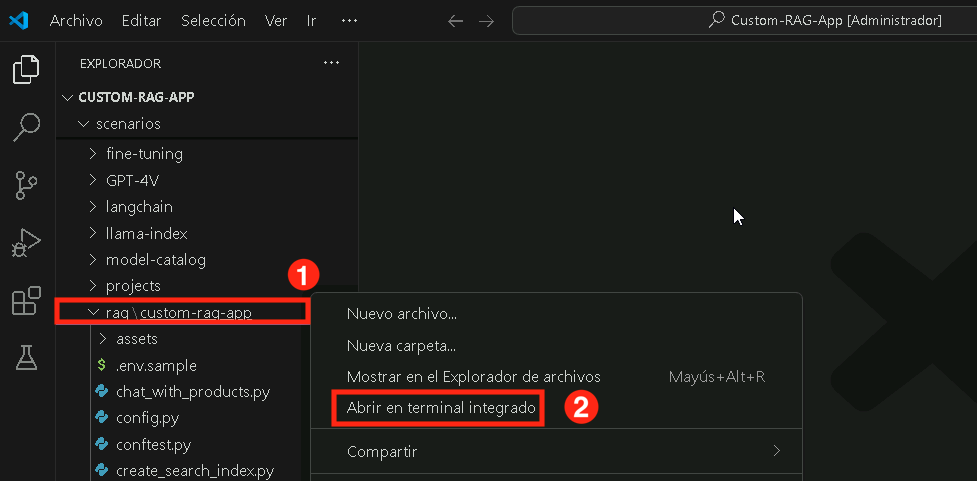 Archivo Editar Selección Ver Ir ···
Custom-RAG-App [Administrador]
EXPLORADOR ···
CUSTOM-RAG-APP
scenarios
fine-tuning
GPT-4V
langchain
llama-index
model-catalog
projects
1
rag\custom-rag-app
assets
$ .env.sample
chat_with_products.py
config.py
conftest.py
create_search_index.py
Nuevo archivo...
Nueva carpeta...
Mostrar en el Explorador de archivos Mayús+Alt+R
Abrir en terminal integrado 2
Compartir